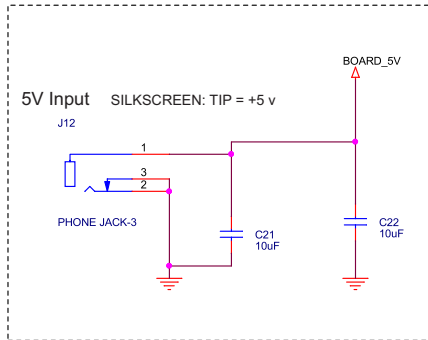 BOARD_5V
5V Input SILKSCREEN: TIP = +5 v
J12
1
3
2
PHONE JACK-3
C21
10uF
C22
10uF